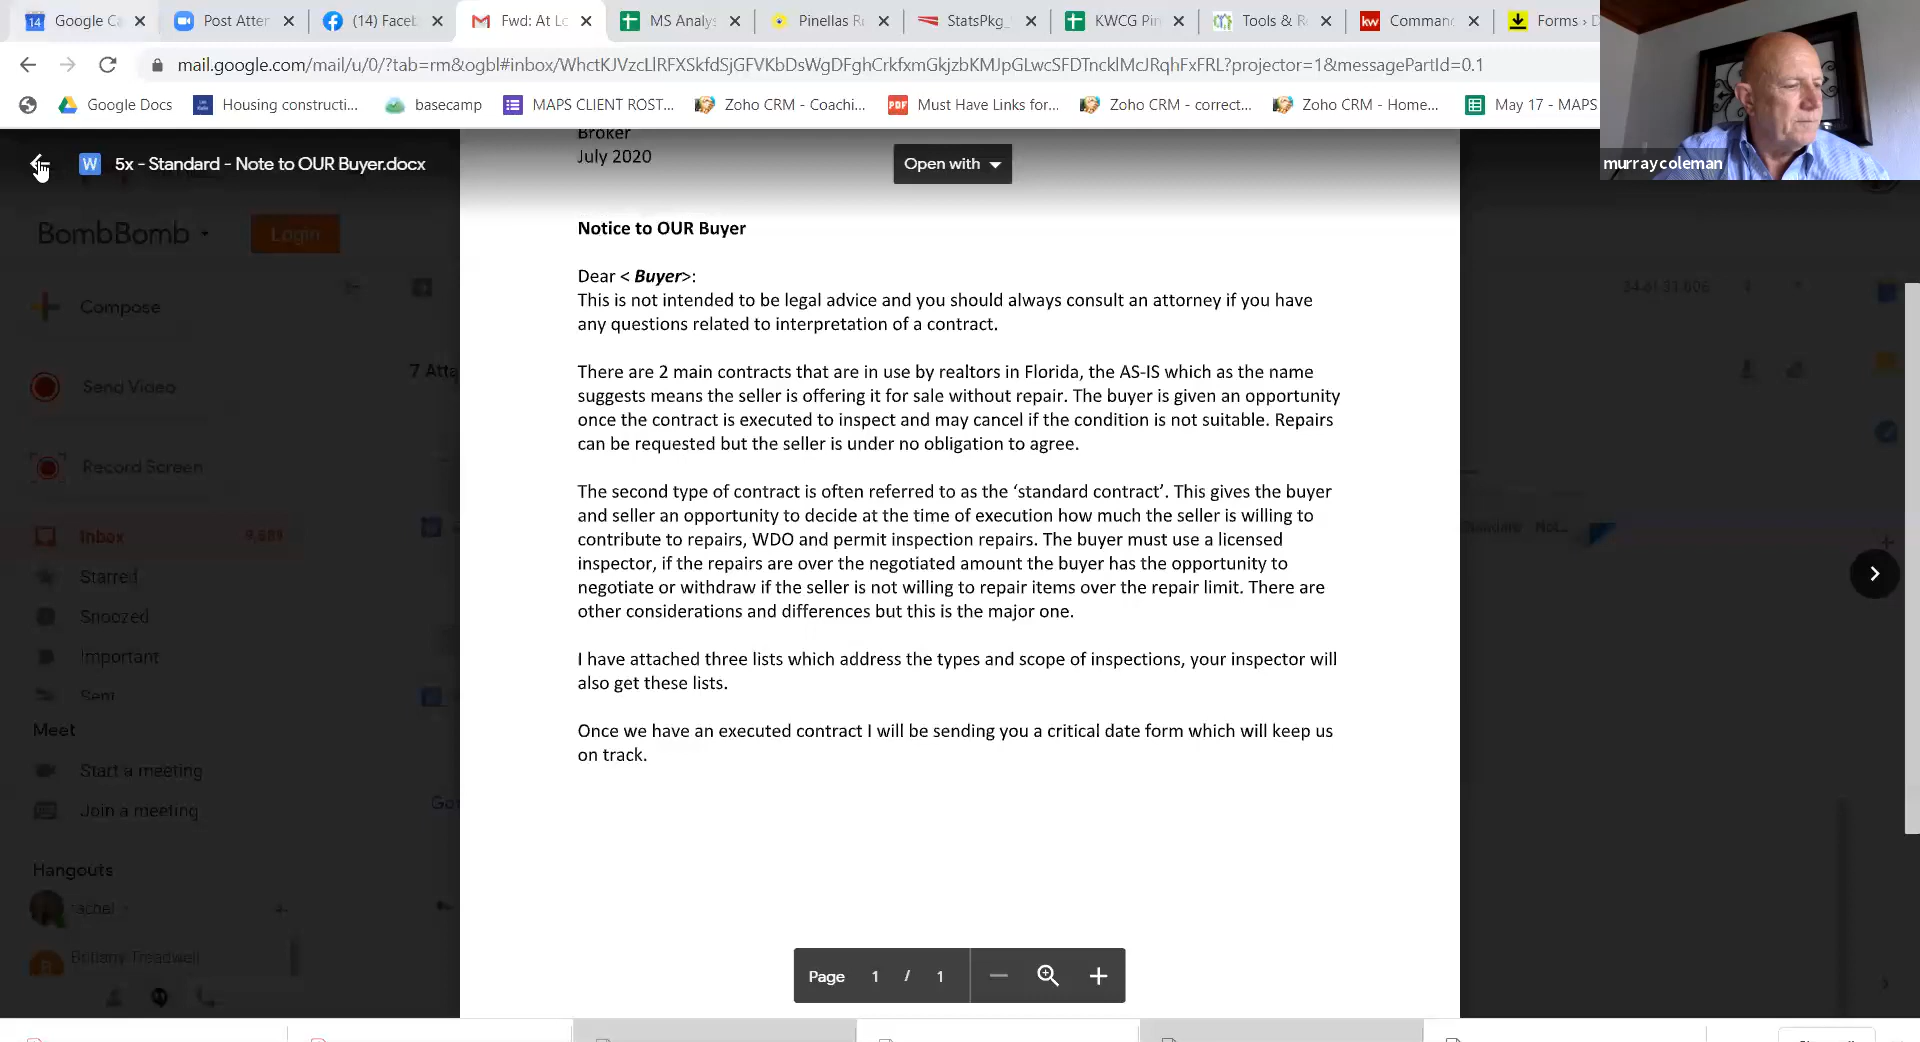 Google Ca
Post Atter
(14) Faceb
Fwd: At Lo
MS Analys
Pinellas Re
StatsPkg_
KWCG Pin
Tools & Re
Comman
Forms › D
mail.google.com/mail/u/0/?tab=rm&ogbl#inbox/WhctKJVzcLlRFXSkfdSjGFVKbDsWgDFghCrkfxmGkjzbKMJpGLwcSFDTncklMcJRqhFxFRL?projector=1&messagePartId=0.1
Google Docs
Housing constructi...
basecamp
MAPS CLIENT ROST...
Zoho CRM - Coachi...
Must Have Links for...
Zoho CRM - correct...
Zoho CRM - Home...
May 17 - MAPS
murray coleman
5x - Standard - Note to OUR Buyer.docx
Open with
Broker
July 2020
Notice to OUR Buyer
Dear < Buyer>:
This is not intended to be legal advice and you should always consult an attorney if you have
any questions related to interpretation of a contract.
There are 2 main contracts that are in use by realtors in Florida, the AS-IS which as the name
suggests means the seller is offering it for sale without repair. The buyer is given an opportunity
once the contract is executed to inspect and may cancel if the condition is not suitable. Repairs
can be requested but the seller is under no obligation to agree.
The second type of contract is often referred to as the ‘standard contract’. This gives the buyer
and seller an opportunity to decide at the time of execution how much the seller is willing to
contribute to repairs, WDO and permit inspection repairs. The buyer must use a licensed
inspector, if the repairs are over the negotiated amount the buyer has the opportunity to
negotiate or withdraw if the seller is not willing to repair items over the repair limit. There are
other considerations and differences but this is the major one.
I have attached three lists which address the types and scope of inspections, your inspector will
also get these lists.
Once we have an executed contract I will be sending you a critical date form which will keep us
on track.
BombBomb
Login
Compose
7 Atta
Send Video
Record Screen
Inbox
Starred
Snoozed
Important
Sent
Meet
Start a meeting
Join a meeting
Hangouts
rachel
Brittany Treadwell
Page 1 / 1